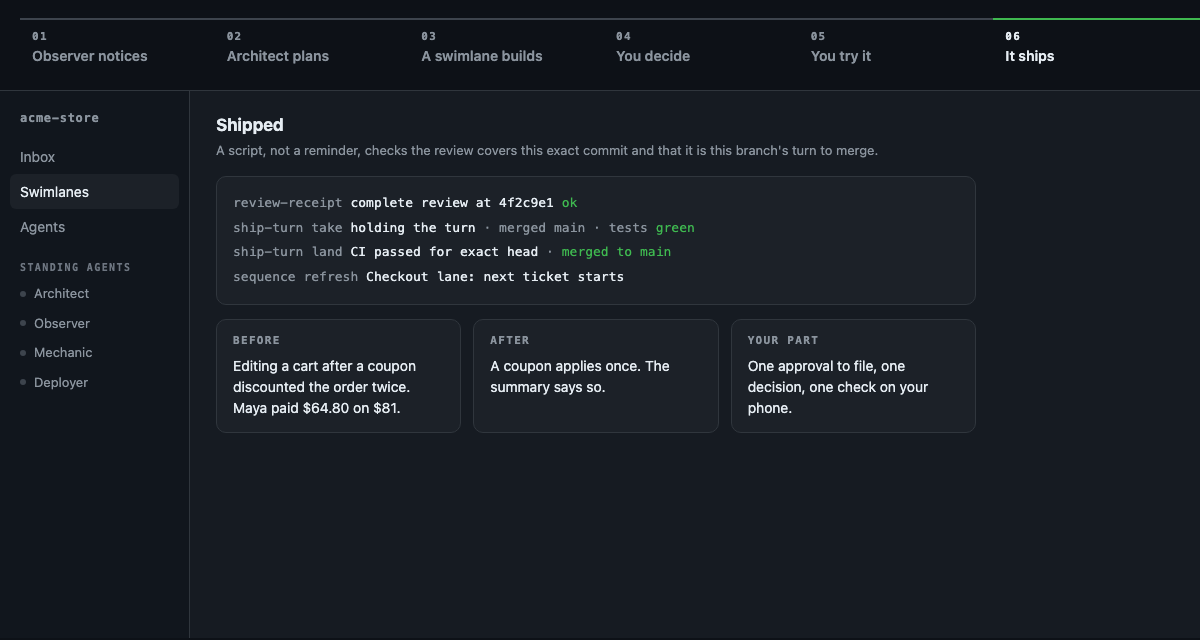 01
Observer notices
02
Architect plans
03
A swimlane builds
04
You decide
05
You try it
06
It ships
acme-store
Inbox
Swimlanes
Agents
STANDING AGENTS
Architect
Observer
Mechanic
Deployer
Shipped
A script, not a reminder, checks the review covers this exact commit and that it is this branch's turn to merge.
review-receipt complete review at 4f2c9e1 ok
ship-turn take holding the turn · merged main · tests green
ship-turn land CI passed for exact head · merged to main
sequence refresh Checkout lane: next ticket starts
BEFORE
Editing a cart after a coupon
discounted the order twice.
Maya paid $64.80 on $81.
AFTER
A coupon applies once. The
summary says so.
YOUR PART
One approval to file, one
decision, one check on your
phone.